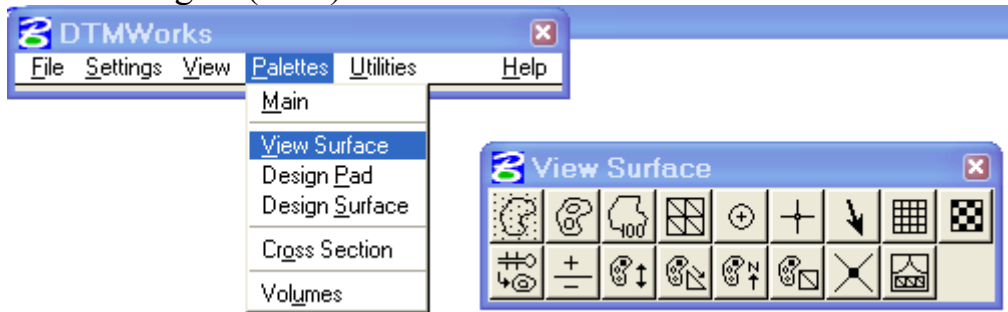 DTMWorks
File Settings View Palettes Utilities Help
Main
View Surface
Design Pad
Design Surface
Cross Section
Volumes
View Surface
100
N